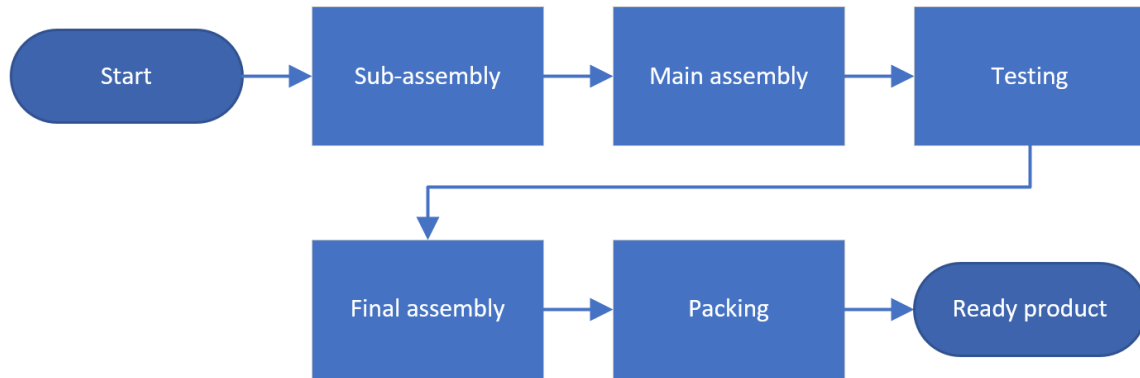 Start
Sub-assembly
Main assembly
Testing
Final assembly
Packing
Ready product